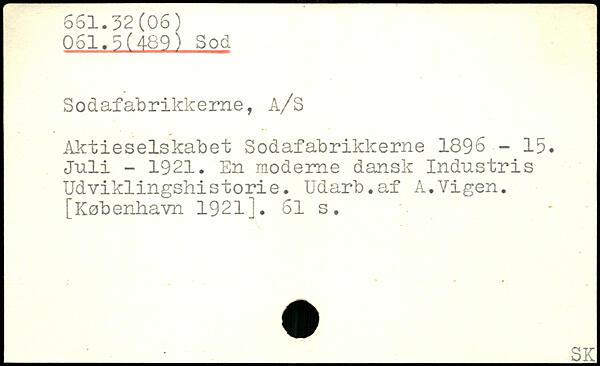 661.32(06)
061.5(489) Sod
Sodafabrikkerne, A/S
Aktieselskabet Sodafabrikkerne 1896 - 15.
Juli - 1921. En moderne dansk Industris
Udviklingshistorie. Udarb.af A.Vigen.
[København 1921]. 61 s.
SK